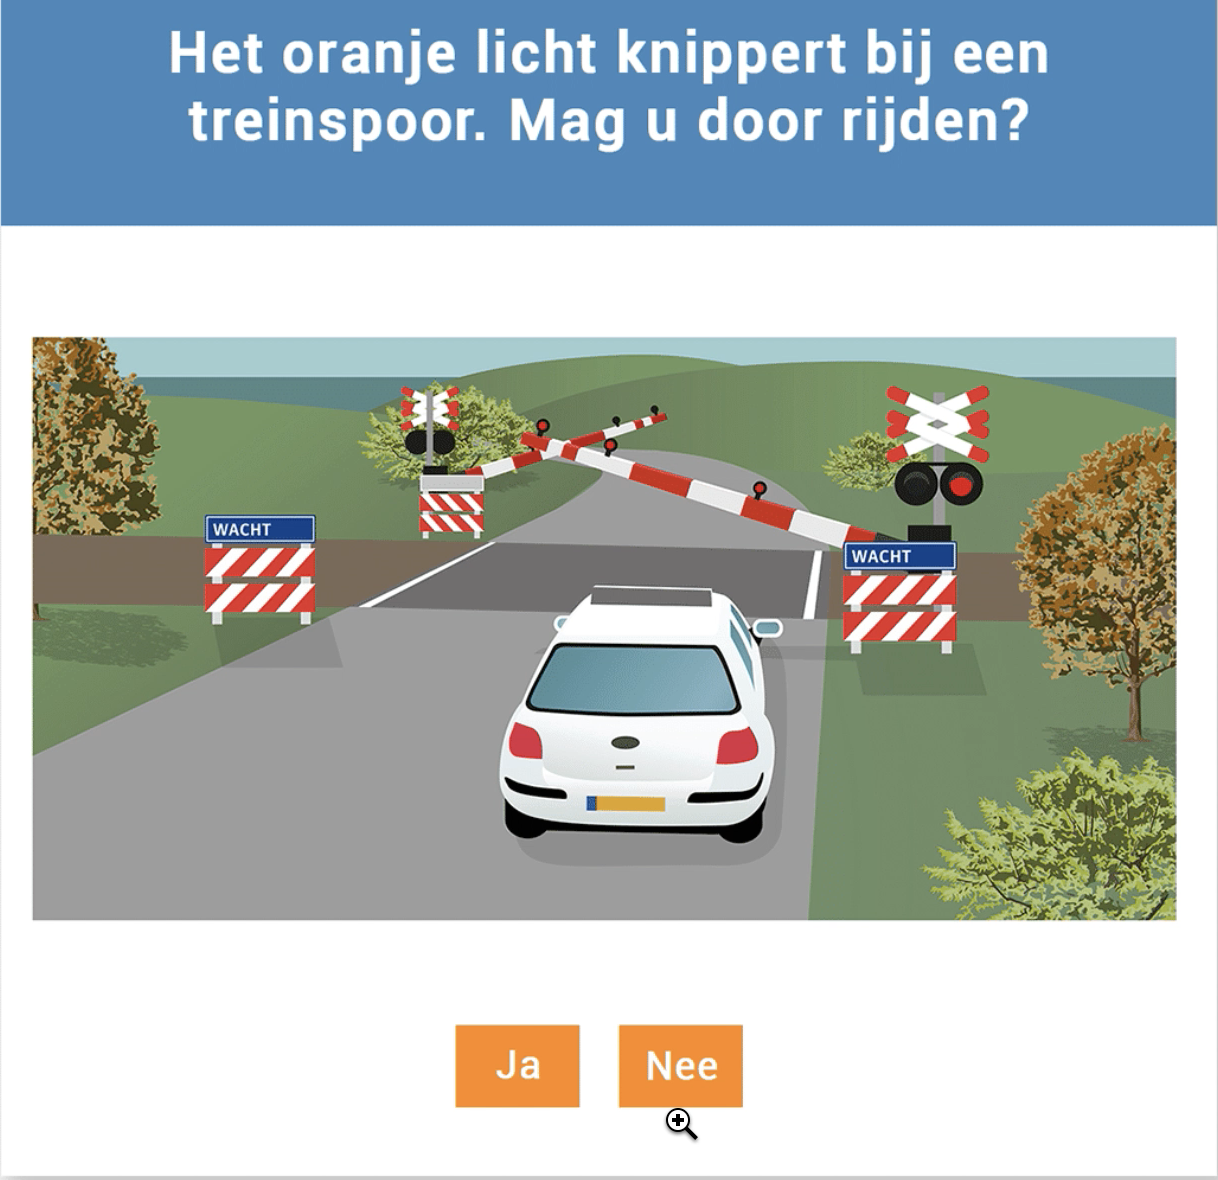 Het oranje licht knippert bij een
treinspoor. Mag u door rijden?
WACHT
WACHT
Ja
Nee